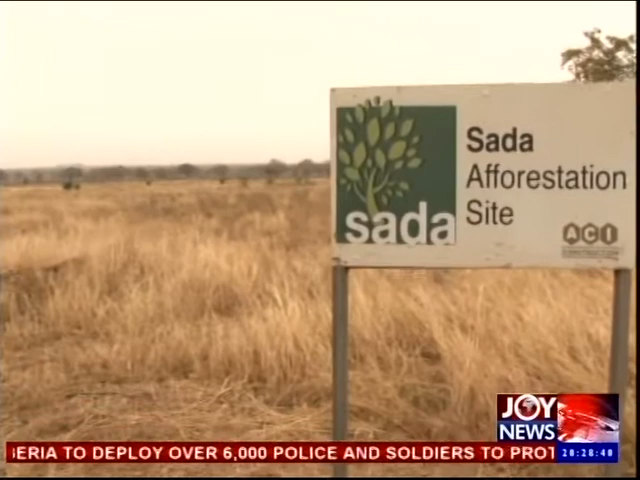 sada
Sada
Afforestation
Site
ACI
JOY
NEWS
20:28:40
ERIA TO DEPLOY OVER 6,000 POLICE AND SOLDIERS TO PROT